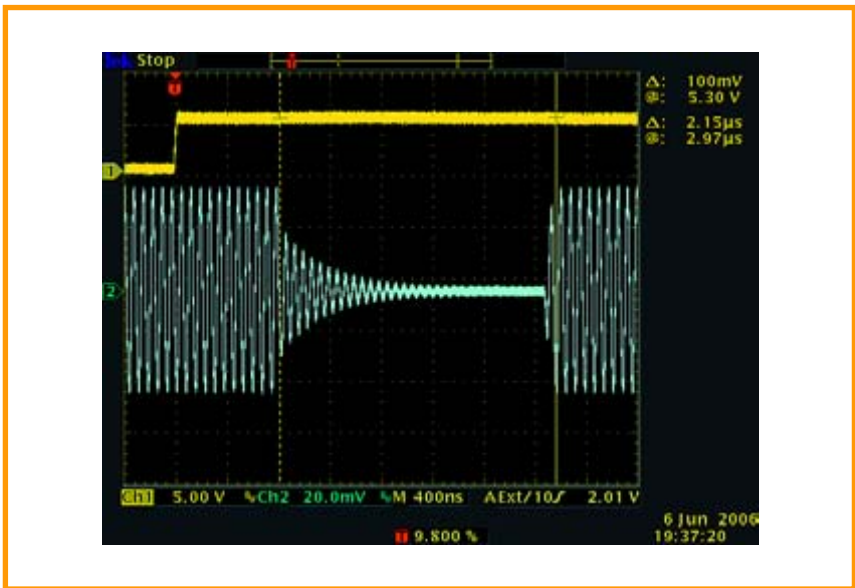 Tek Stop
Δ: 100mV
@: 5.30 V
Δ: 2.15µs
@: 2.97µs
1
2
Ch1 5.00 V Ch2 20.0mV M 400ns A Ext/10 2.01 V
9.800 %
6 Jun 2006
19:37:20